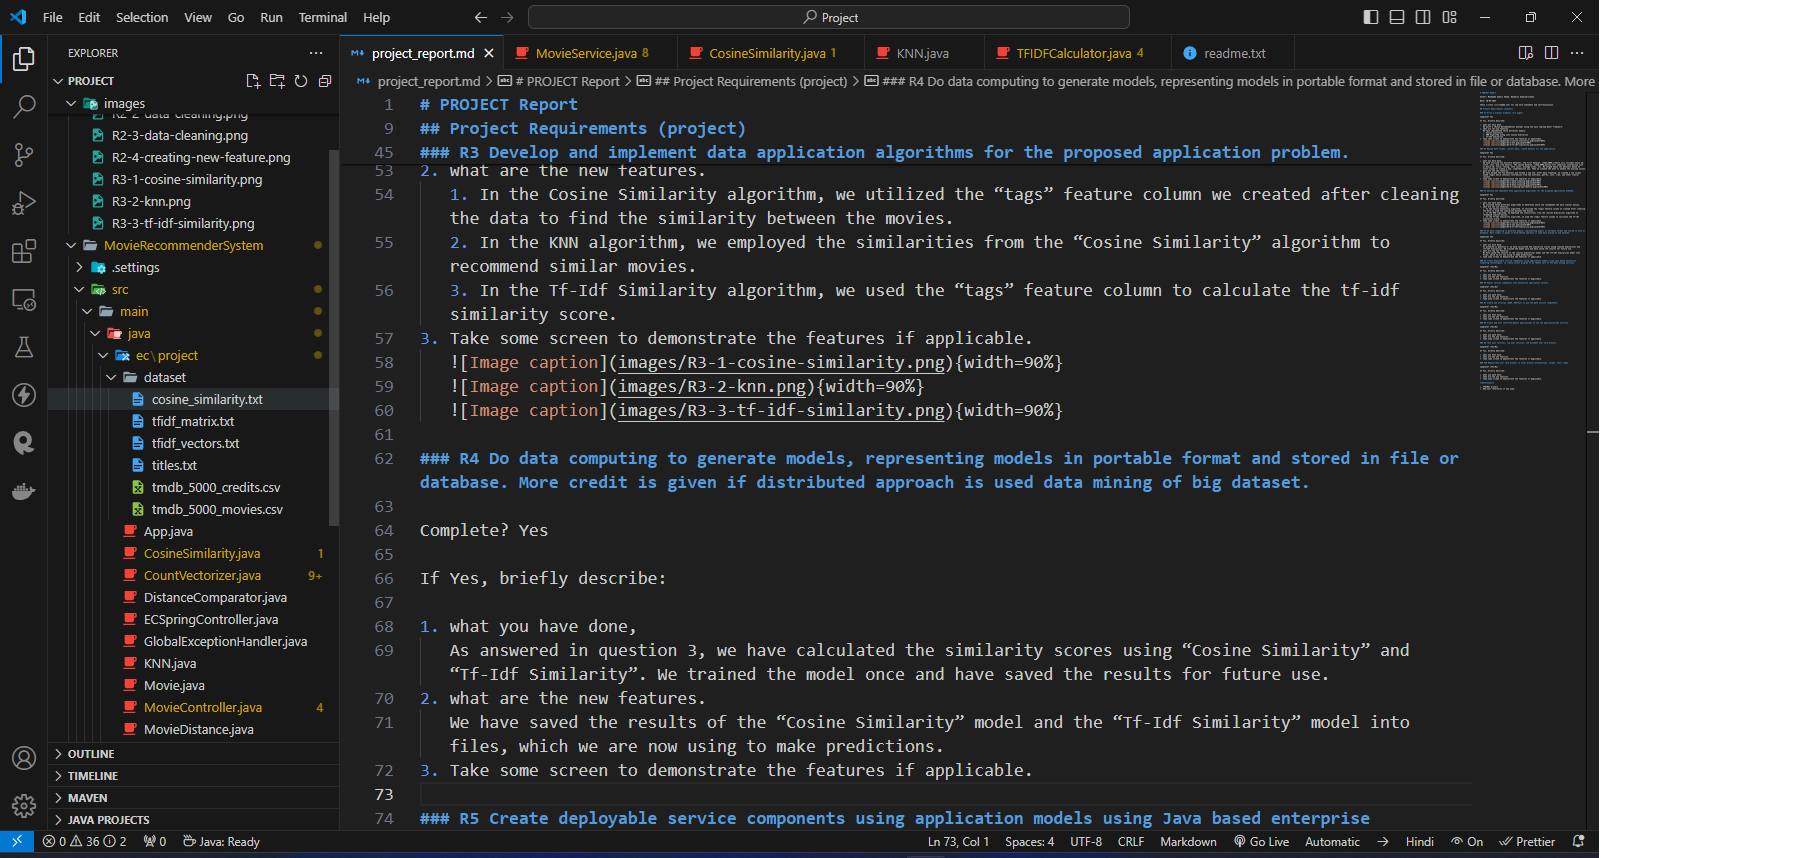 File Edit Selection View Go Run Terminal Help
Project
EXPLORER
PROJECT
images
R2-2-data-cleaning.png
R2-3-data-cleaning.png
R2-4-creating-new-feature.png
R3-1-cosine-similarity.png
R3-2-knn.png
R3-3-tf-idf-similarity.png
MovieRecommenderSystem
.settings
src
main
java
ec\project
dataset
cosine_similarity.txt
tfidf_matrix.txt
tfidf_vectors.txt
titles.txt
tmdb_5000_credits.csv
tmdb_5000_movies.csv
App.java
CosineSimilarity.java 1
CountVectorizer.java 9+
DistanceComparator.java
ECSpringController.java
GlobalExceptionHandler.java
KNN.java
Movie.java
MovieController.java 4
MovieDistance.java
OUTLINE
TIMELINE
MAVEN
JAVA PROJECTS
project_report.md MovieService.java 8 CosineSimilarity.java 1 KNN.java TFIDFCalculator.java 4 readme.txt
project_report.md > # PROJECT Report > ## Project Requirements (project) > ### R4 Do data computing to generate models, representing models in portable format and stored in file or database. More
1 # PROJECT Report
9 ## Project Requirements (project)
45 ### R3 Develop and implement data application algorithms for the proposed application problem.
53 2. what are the new features.
54 1. In the Cosine Similarity algorithm, we utilized the “tags” feature column we created after cleaning
the data to find the similarity between the movies.
55 2. In the KNN algorithm, we employed the similarities from the “Cosine Similarity” algorithm to
recommend similar movies.
56 3. In the Tf-Idf Similarity algorithm, we used the “tags” feature column to calculate the tf-idf
similarity score.
57 3. Take some screen to demonstrate the features if applicable.
58 ![Image caption](images/R3-1-cosine-similarity.png){width=90%}
59 ![Image caption](images/R3-2-knn.png){width=90%}
60 ![Image caption](images/R3-3-tf-idf-similarity.png){width=90%}
61
62 ### R4 Do data computing to generate models, representing models in portable format and stored in file or
database. More credit is given if distributed approach is used data mining of big dataset.
63
64 Complete? Yes
65
66 If Yes, briefly describe:
67
68 1. what you have done,
69 As answered in question 3, we have calculated the similarity scores using “Cosine Similarity” and
“Tf-Idf Similarity”. We trained the model once and have saved the results for future use.
70 2. what are the new features.
71 We have saved the results of the “Cosine Similarity” model and the “Tf-Idf Similarity” model into
files, which we are now using to make predictions.
72 3. Take some screen to demonstrate the features if applicable.
73
74 ### R5 Create deployable service components using application models using Java based enterprise
0 36 2 0 Java: Ready Ln 73, Col 1 Spaces: 4 UTF-8 CRLF Markdown Go Live Automatic Hindi On Prettier